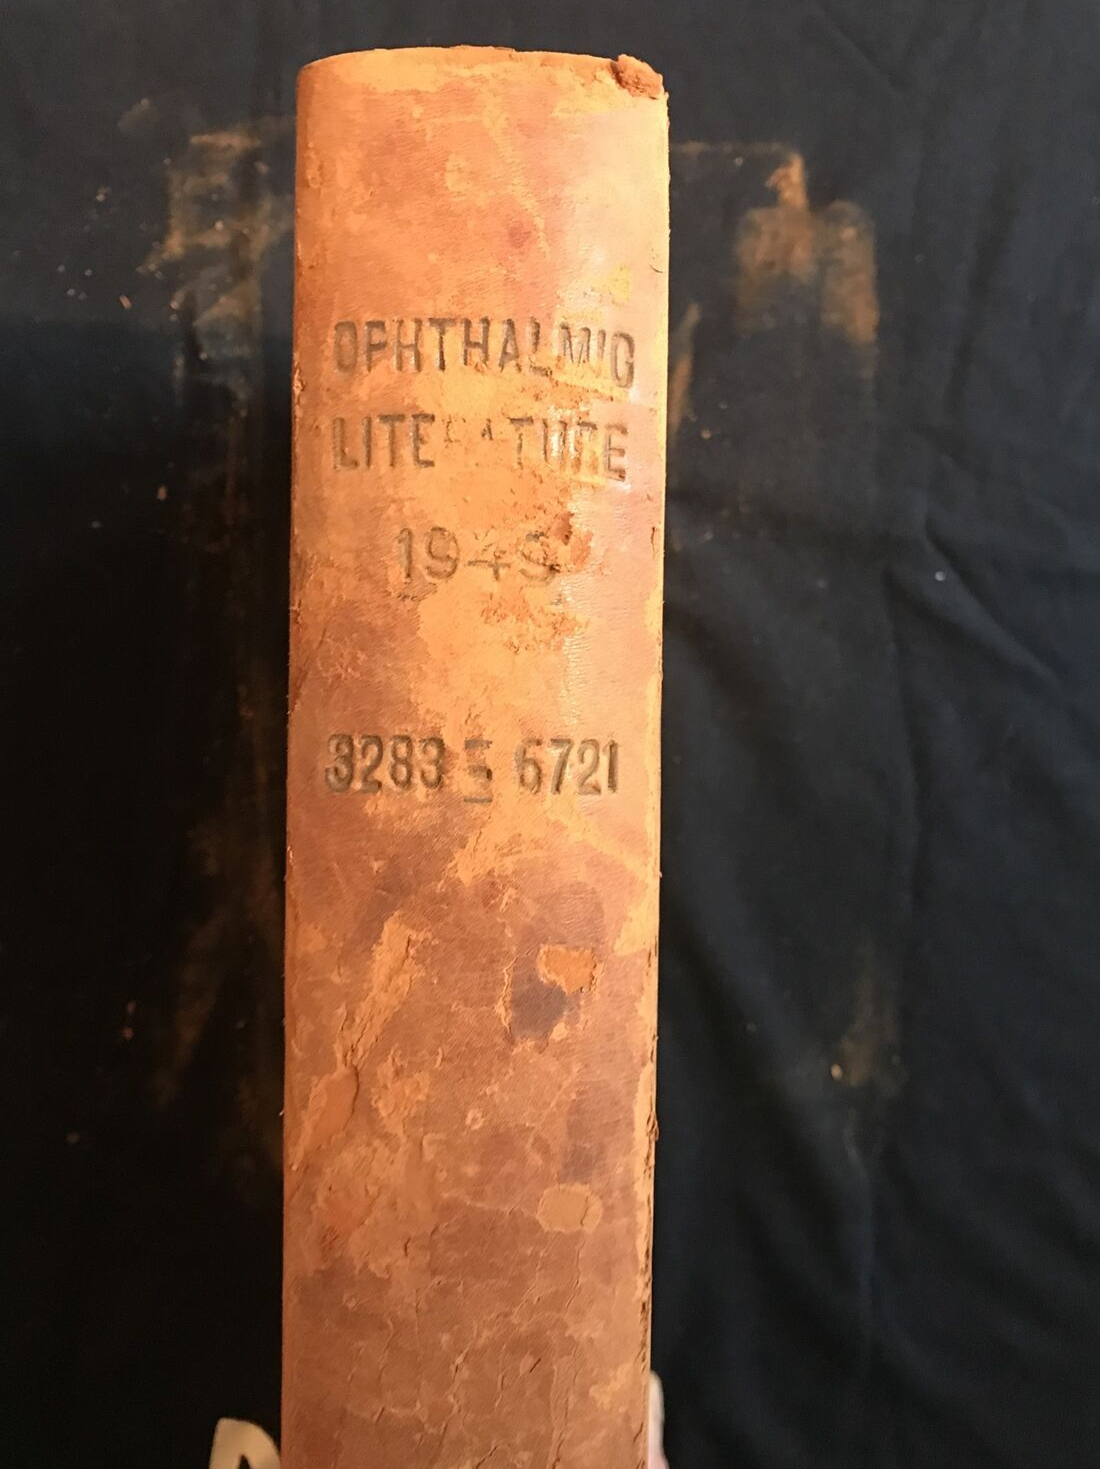 OPHTHALMIC
LITERATURE
1949
3283 = 6721